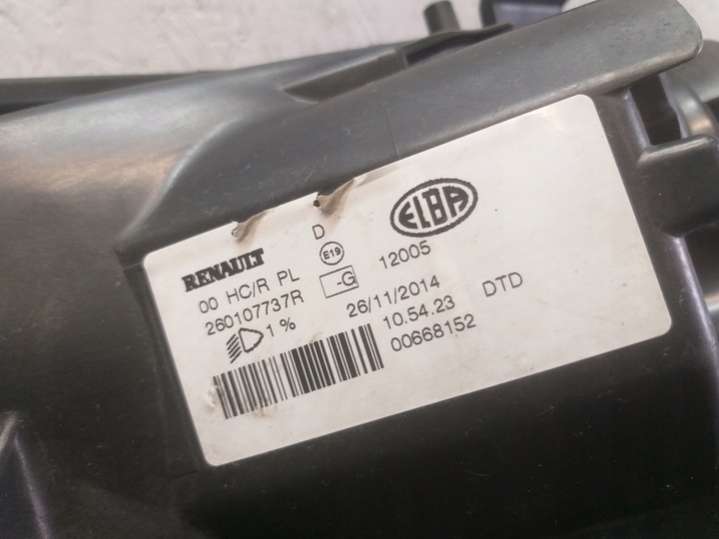 RENAULT D E19 ELBA
00 HC/R PL -G 12005
260107737R 26/11/2014
1 % 10.54.23 DTD
00668152